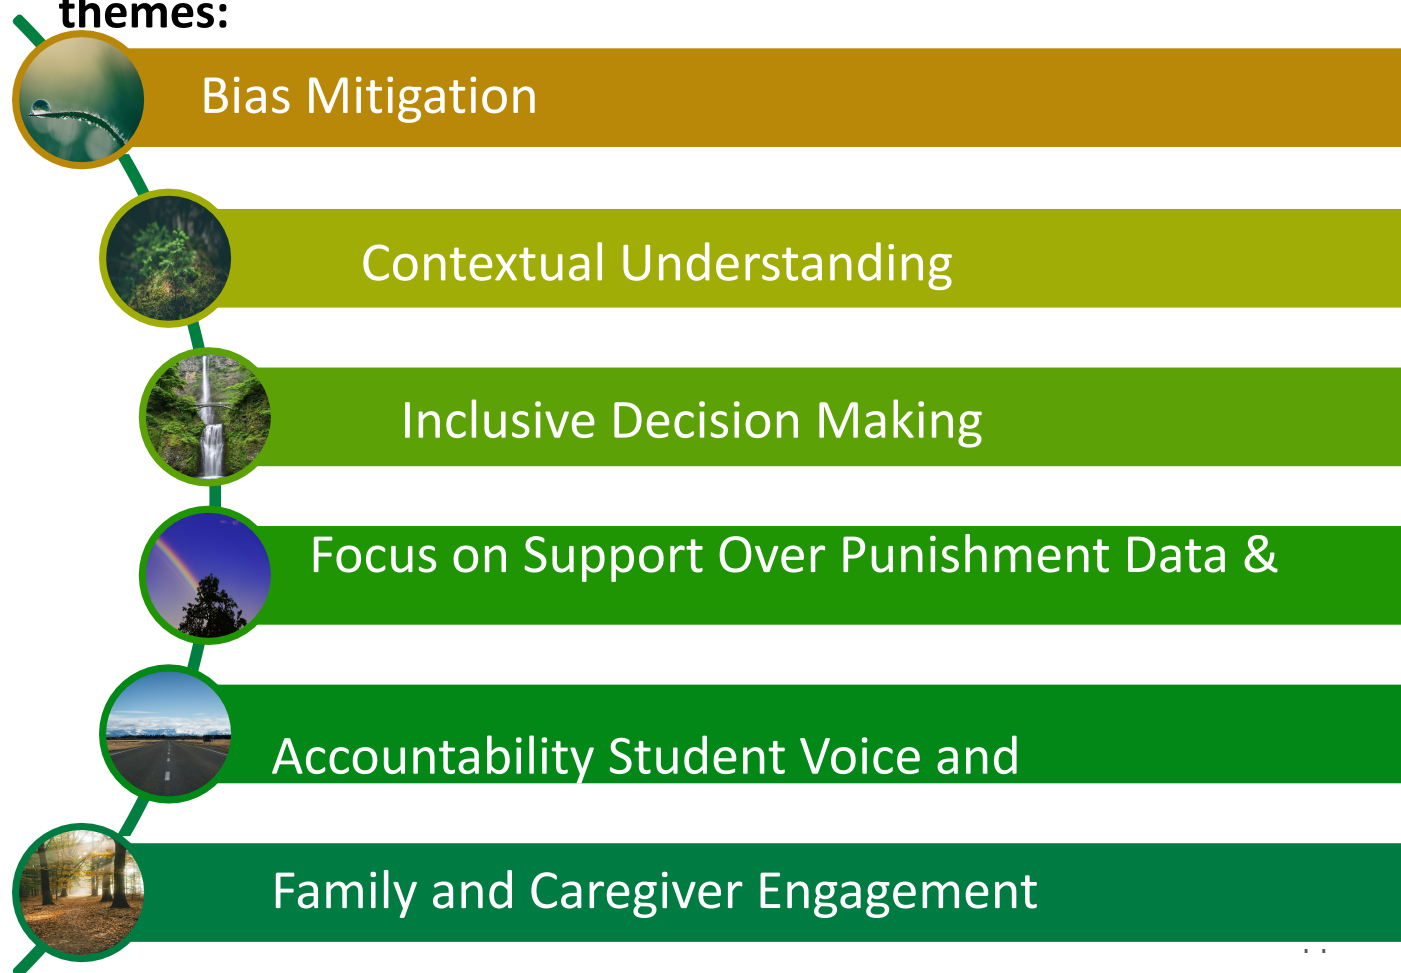 themes:
Bias Mitigation
Contextual Understanding
Inclusive Decision Making
Focus on Support Over Punishment Data &
Accountability Student Voice and
Family and Caregiver Engagement